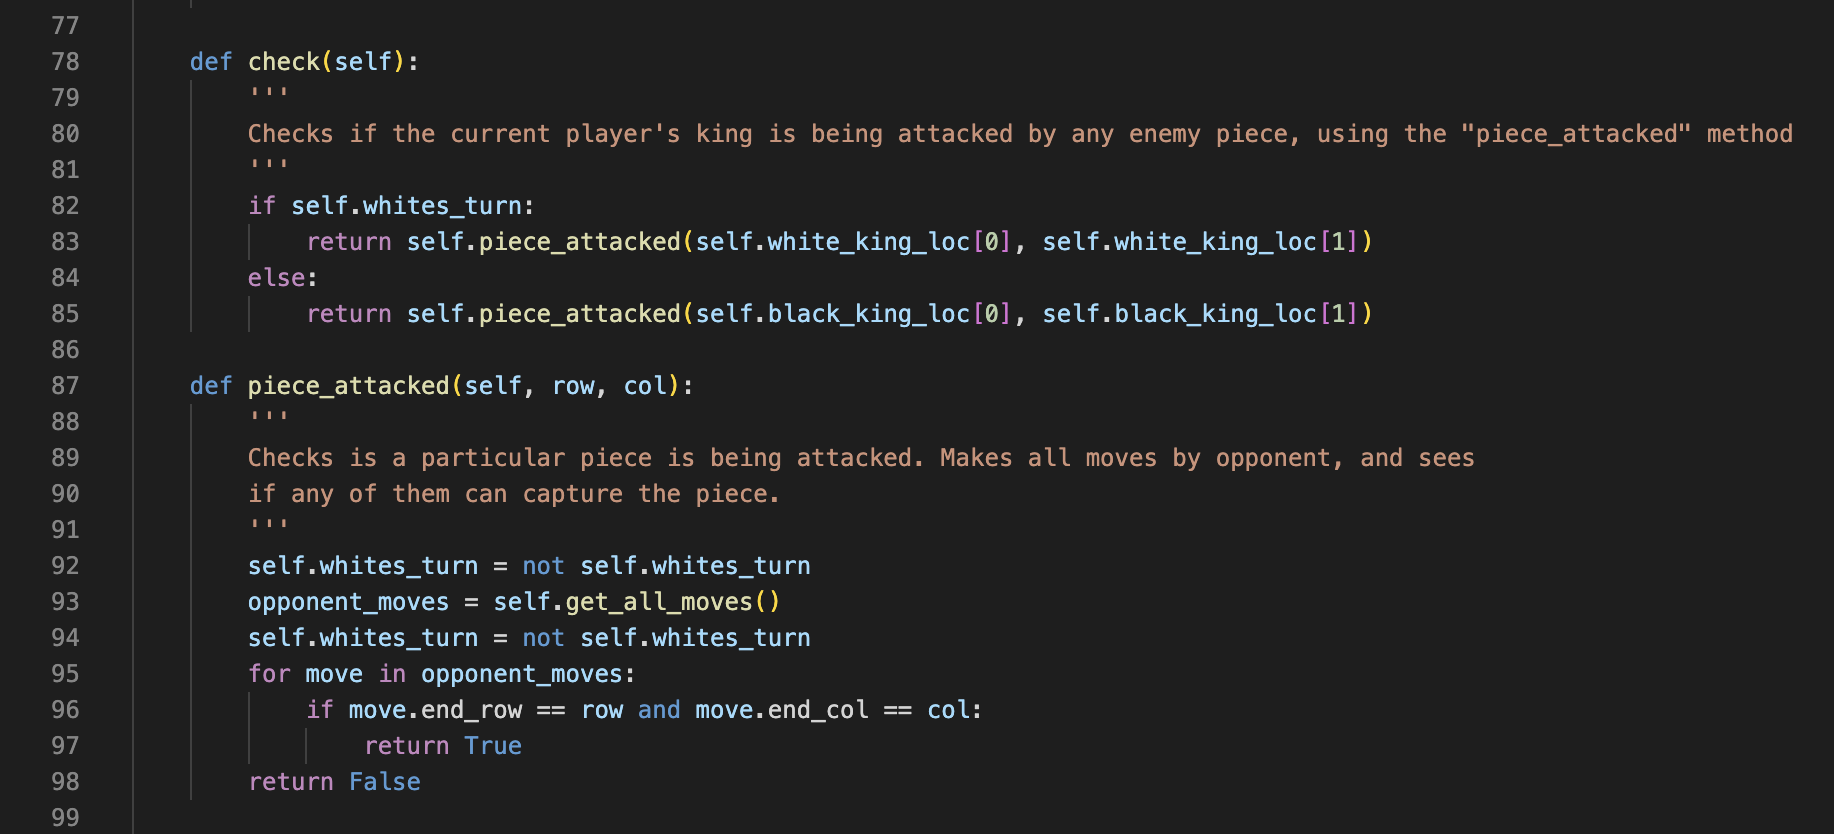 77
78 def check(self):
79 '''
80 Checks if the current player's king is being attacked by any enemy piece, using the "piece_attacked" method
81 '''
82 if self.whites_turn:
83 return self.piece_attacked(self.white_king_loc[0], self.white_king_loc[1])
84 else:
85 return self.piece_attacked(self.black_king_loc[0], self.black_king_loc[1])
86
87 def piece_attacked(self, row, col):
88 '''
89 Checks is a particular piece is being attacked. Makes all moves by opponent, and sees
90 if any of them can capture the piece.
91 '''
92 self.whites_turn = not self.whites_turn
93 opponent_moves = self.get_all_moves()
94 self.whites_turn = not self.whites_turn
95 for move in opponent_moves:
96 if move.end_row == row and move.end_col == col:
97 return True
98 return False
99